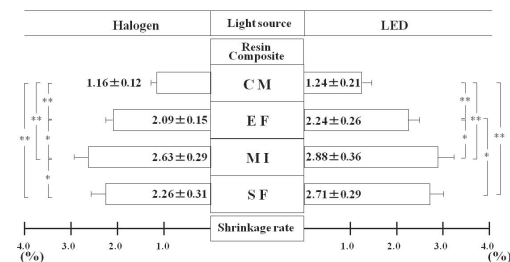 Halogen Light source LED
Resin
Composite
1.16±0.12 CM 1.24±0.21
2.09±0.15 EF 2.24±0.26
2.63±0.29 MI 2.88±0.36
2.26±0.31 SF 2.71±0.29
** ** ** * *
** ** ** * *
Shrinkage rate
4.0 3.0 2.0 1.0 1.0 2.0 3.0 4.0
(%) (%)